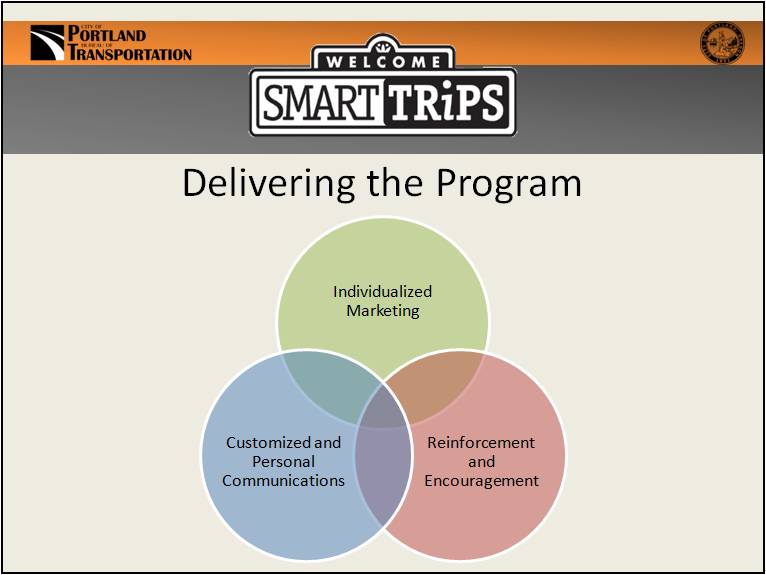 CITY OF
PORTLAND
BUREAU OF
TRANSPORTATION
WELCOME
SMART TRiPS
Delivering the Program
Individualized
Marketing
Customized and
Personal
Communications
Reinforcement
and
Encouragement